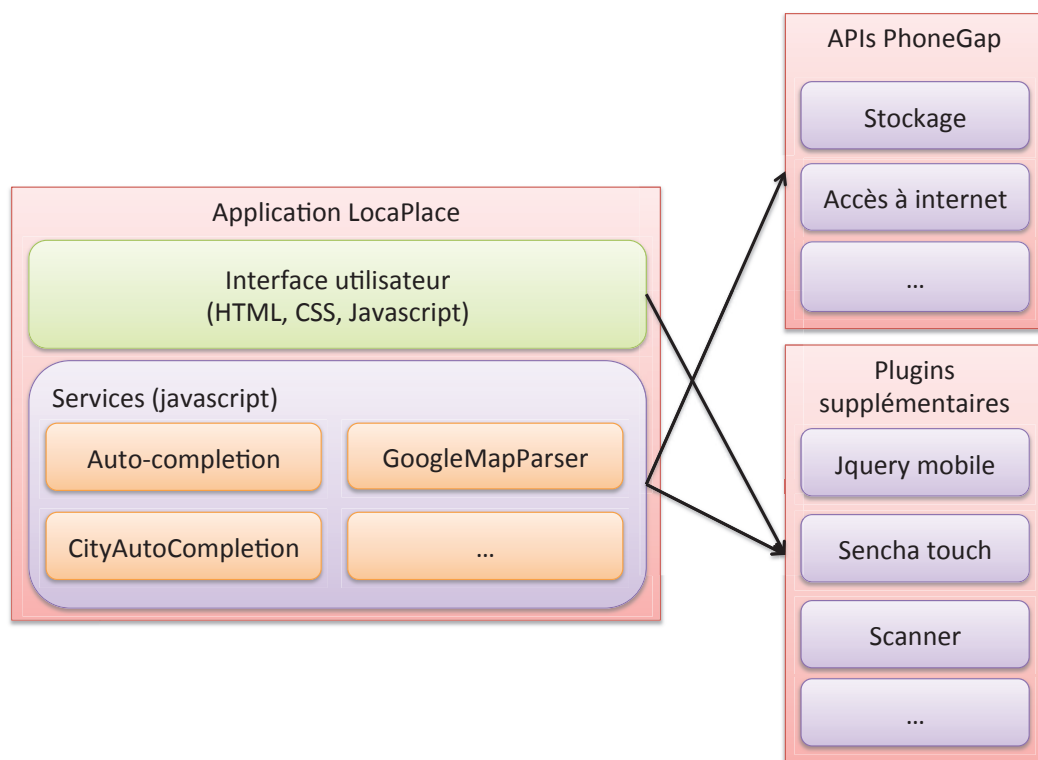 Application LocaPlace
Interface utilisateur
(HTML, CSS, Javascript)
Services (javascript)
Auto-completion
GoogleMapParser
CityAutoCompletion
...
APIs PhoneGap
Stockage
Accès à internet
...
Plugins
supplémentaires
Jquery mobile
Sencha touch
Scanner
...